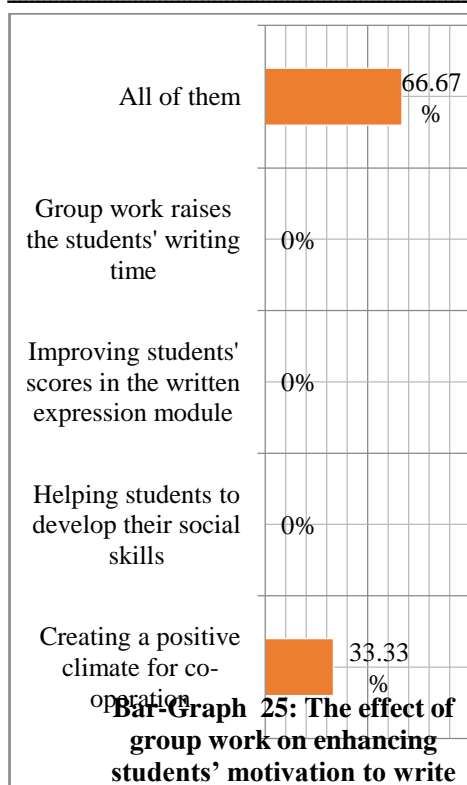 All of them
66.67
%
Group work raises
the students' writing
time
0%
Improving students'
scores in the written
expression module
0%
Helping students to
develop their social
skills
0%
Creating a positive
climate for co-
operation
33.33
%
Bar-Graph 25: The effect of
group work on enhancing
students’ motivation to write